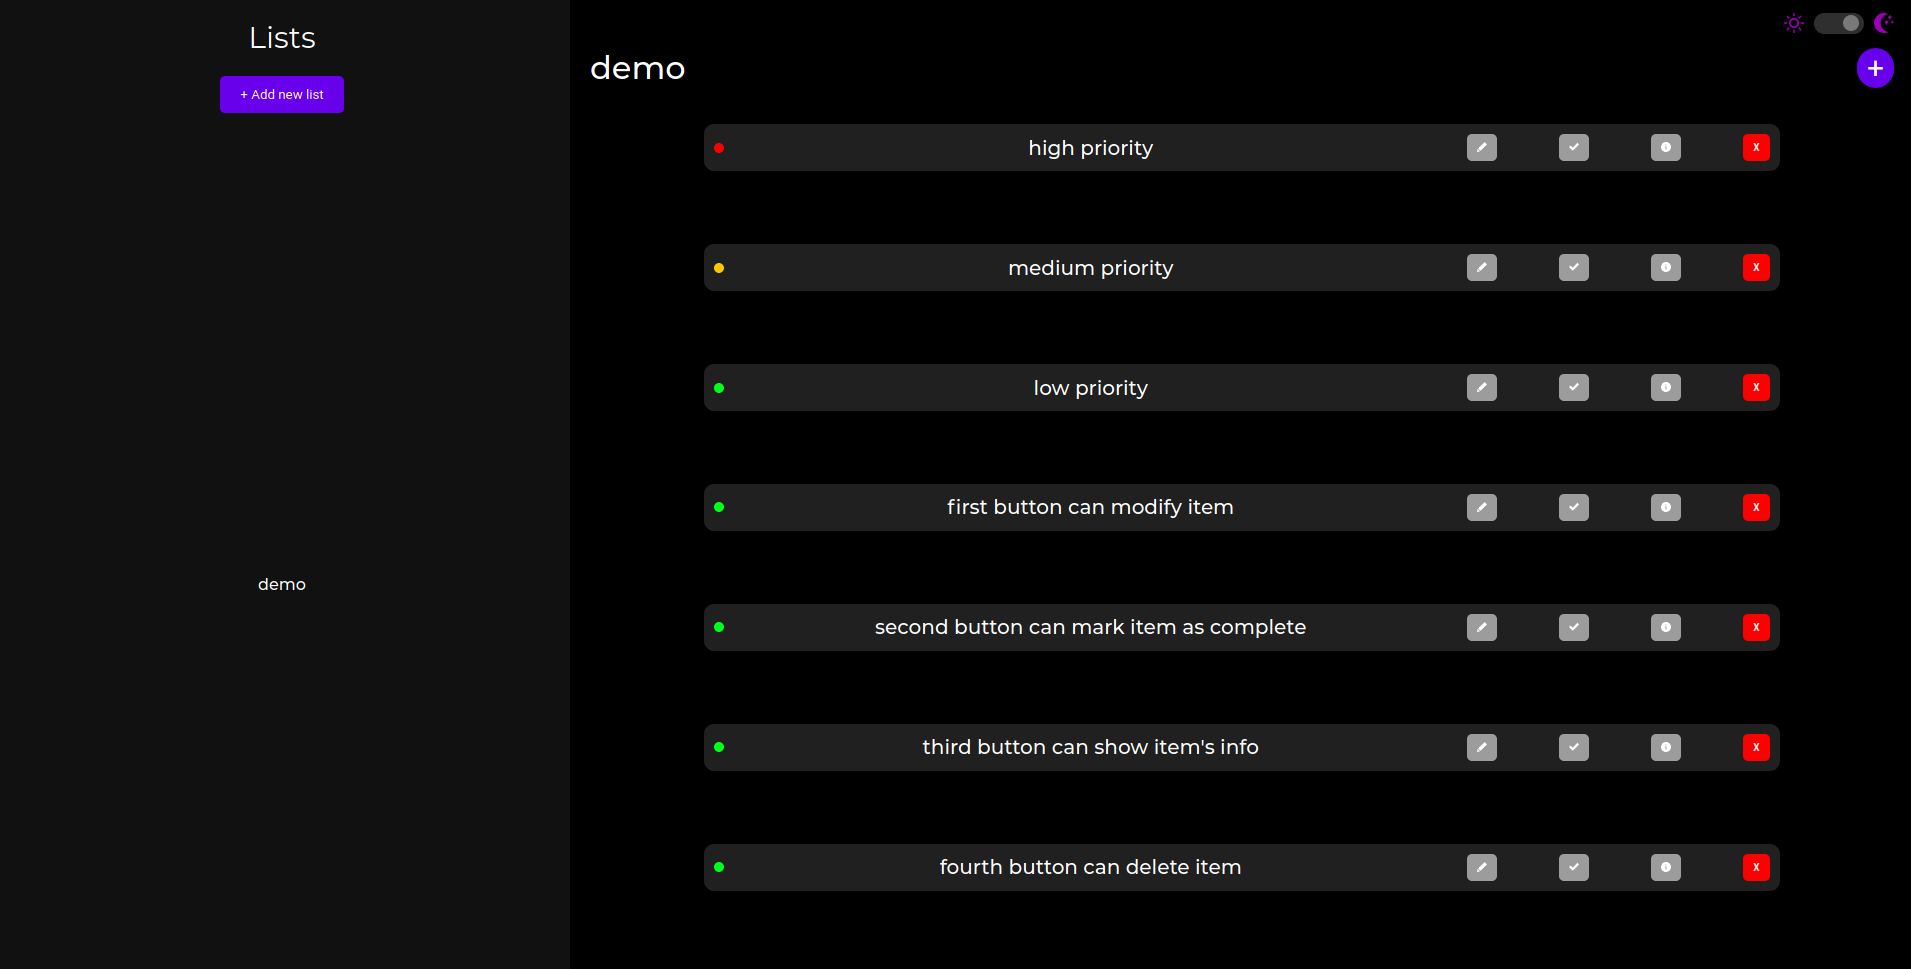 Lists
+ Add new list
demo
demo
+
high priority
X
medium priority
X
low priority
X
first button can modify item
X
second button can mark item as complete
X
third button can show item's info
X
fourth button can delete item
X